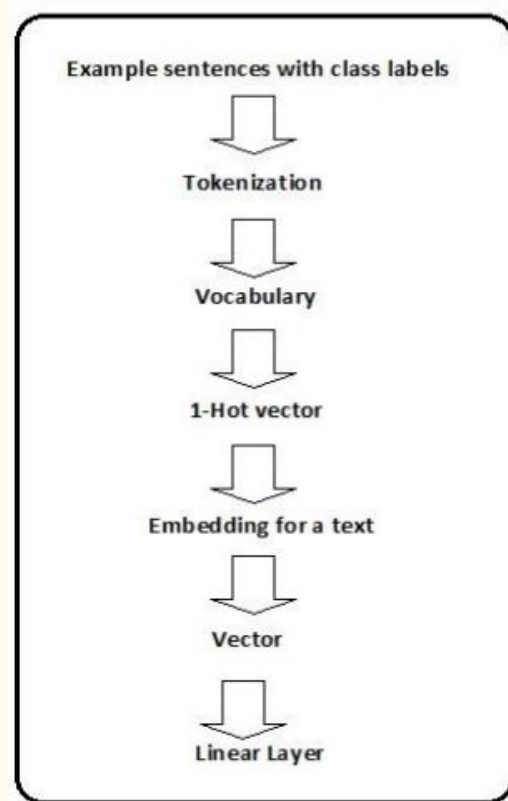 Example sentences with class labels
Tokenization
Vocabulary
1-Hot vector
Embedding for a text
Vector
Linear Layer